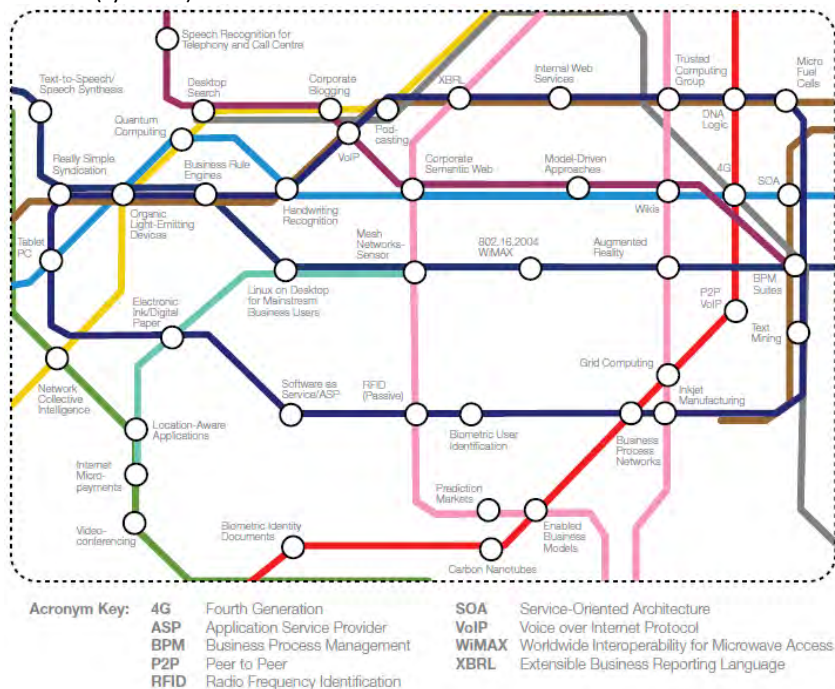 Speech Recognition for
Telephony and Call Centre
Text-to-Speech/
Speech Synthesis
Desktop
Search
Corporate
Blogging
XBRL
Internal Web
Services
Trusted
Computing
Group
Micro
Fuel
Cells
Quantum
Computing
VoIP
Pod-
casting
DNA
Logic
Really Simple
Syndication
Business Rule
Engines
Corporate
Semantic Web
Model-Driven
Approaches
4G
SOA
Organic
Light-Emitting
Devices
Handwriting
Recognition
Wikis
Tablet
PC
Mesh
Networks-
Sensor
802.16.2004
WiMAX
Augmented
Reality
Electronic
Ink/Digital
Paper
Linux on Desktop
for Mainstream
Business Users
BPM
Suites
P2P
VoIP
Text
Mining
Network
Collective
Intelligence
Software as
Service/ASP
RFID
(Passive)
Grid Computing
Inkjet
Manufacturing
Location-Aware
Applications
Biometric User
Identification
Business
Process
Networks
Internet
Micro-
payments
Prediction
Markets
Video-
conferencing
Biometric Identity
Documents
Enabled
Business
Models
Carbon Nanotubes
Acronym Key:
4G Fourth Generation
ASP Application Service Provider
BPM Business Process Management
P2P Peer to Peer
RFID Radio Frequency Identification
SOA Service-Oriented Architecture
VoIP Voice over Internet Protocol
WiMAX Worldwide Interoperability for Microwave Access
XBRL Extensible Business Reporting Language